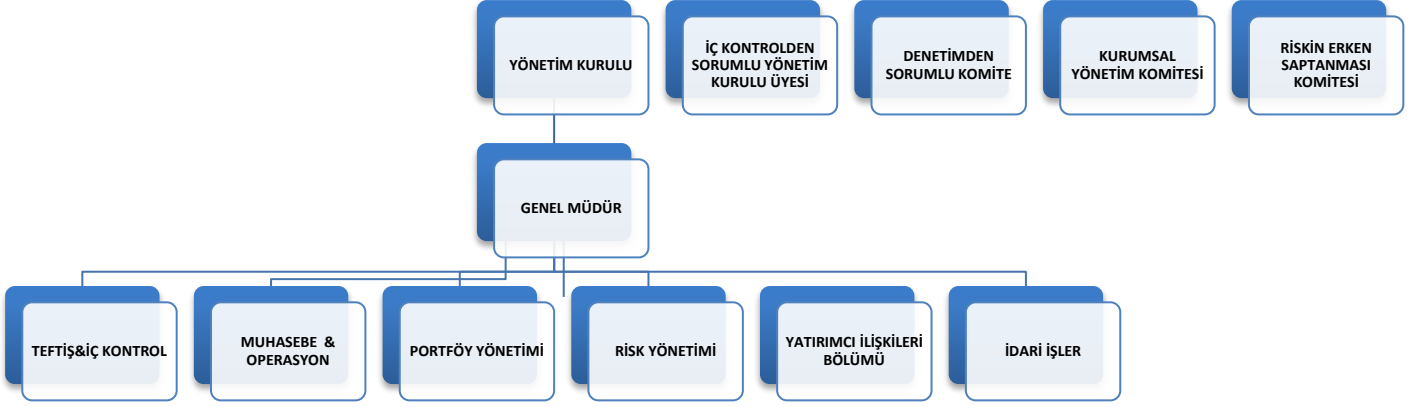 YÖNETİM KURULU
İÇ KONTROLDEN
SORUMLU YÖNETİM
KURULU ÜYESİ
DENETİMDEN
SORUMLU KOMİTE
KURUMSAL
YÖNETİM KOMİTESİ
RİSKİN ERKEN
SAPTANMASI
KOMİTESİ
GENEL MÜDÜR
TEFTİŞ&İÇ KONTROL
MUHASEBE &
OPERASYON
PORTFÖY YÖNETİMİ
RİSK YÖNETİMİ
YATIRIMCI İLİŞKİLERİ
BÖLÜMÜ
İDARİ İŞLER